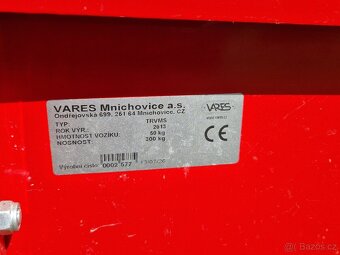 VARES Mnichovice a.s.
Ondřejovská 699, 251 64 Mnichovice, CZ
TYP: TRVMS
ROK VÝR.: 2013
HMOTNOST VOZÍKU: 60 kg
NOSNOST: 300 kg
Výrobní číslo: 0002 577
VARES
CE
Bazoš.cz